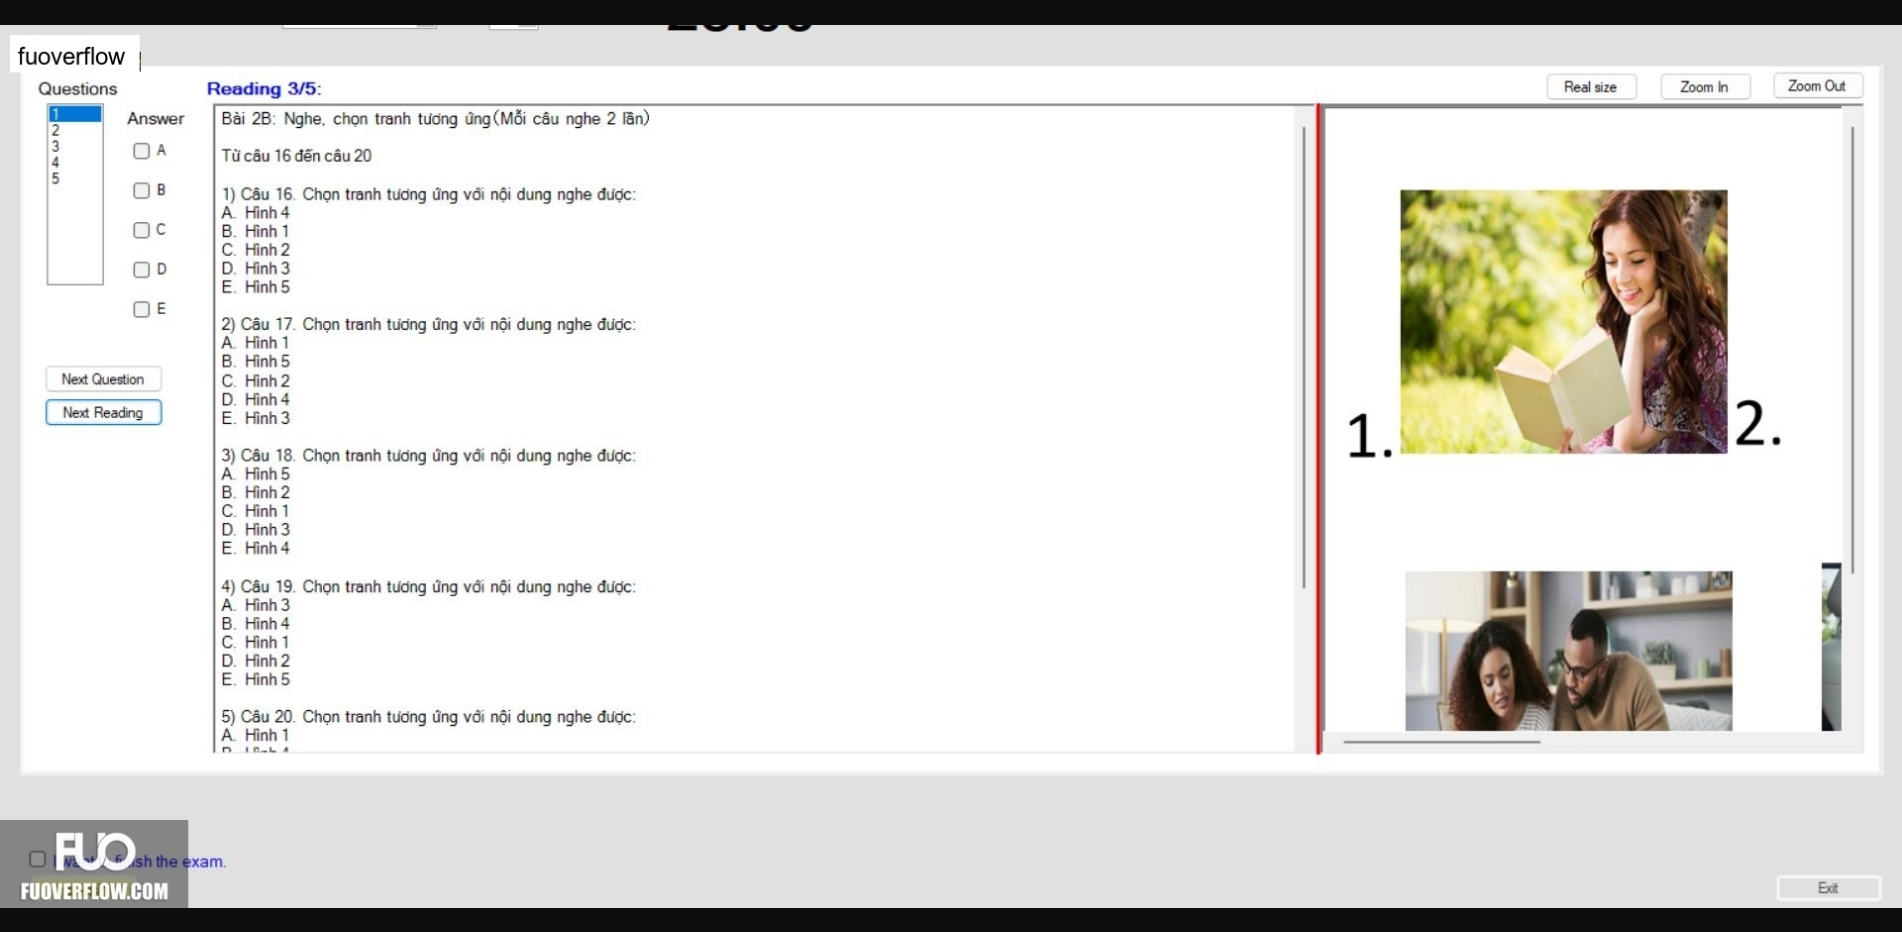 fuoverflow
Questions
Reading 3/5:
Real size
Zoom In
Zoom Out
1
2
3
4
5
Answer
A
B
C
D
E
Next Question
Next Reading
Bài 2B: Nghe, chọn tranh tương ứng(Mỗi câu nghe 2 lần)
Từ câu 16 đến câu 20
1) Câu 16. Chọn tranh tương ứng với nội dung nghe được:
A. Hình 4
B. Hình 1
C. Hình 2
D. Hình 3
E. Hình 5
2) Câu 17. Chọn tranh tương ứng với nội dung nghe được:
A. Hình 1
B. Hình 5
C. Hình 2
D. Hình 4
E. Hình 3
3) Câu 18. Chọn tranh tương ứng với nội dung nghe được:
A. Hình 5
B. Hình 2
C. Hình 1
D. Hình 3
E. Hình 4
4) Câu 19. Chọn tranh tương ứng với nội dung nghe được:
A. Hình 3
B. Hình 4
C. Hình 1
D. Hình 2
E. Hình 5
5) Câu 20. Chọn tranh tương ứng với nội dung nghe được:
A. Hình 1
1.
2.
FUO
the exam.
FUOVERFLOW.COM
Exit